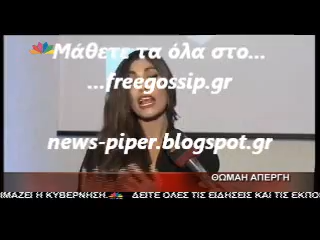 Μάθετε τα όλα στο...
...freegossip.gr
news-piper.blogspot.gr
ΘΩΜΑΗ ΑΠΕΡΓΗ
ΙΜΑΖΕΙ Η ΚΥΒΕΡΝΗΣΗ. ΔΕΙΤΕ ΟΛΕΣ ΤΙΣ ΕΙΔΗΣΕΙΣ ΚΑΙ ΤΙΣ ΕΚΠΟ